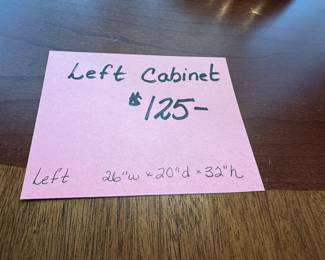 Left Cabinet
$125-
Left 26"w x 20"d x 32"h